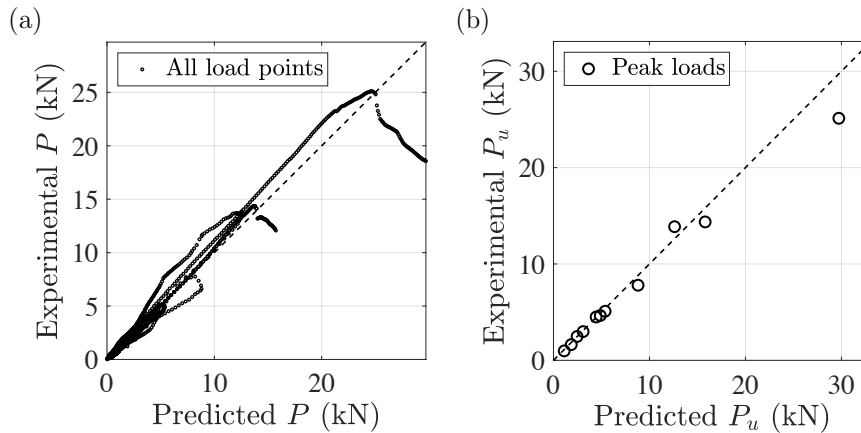 (a)
Experimental P (kN)
All load points
25
20
15
10
5
0
0
10
20
Predicted P (kN)
(b)
Experimental P_u (kN)
Peak loads
30
20
10
0
0
10
20
30
Predicted P_u (kN)